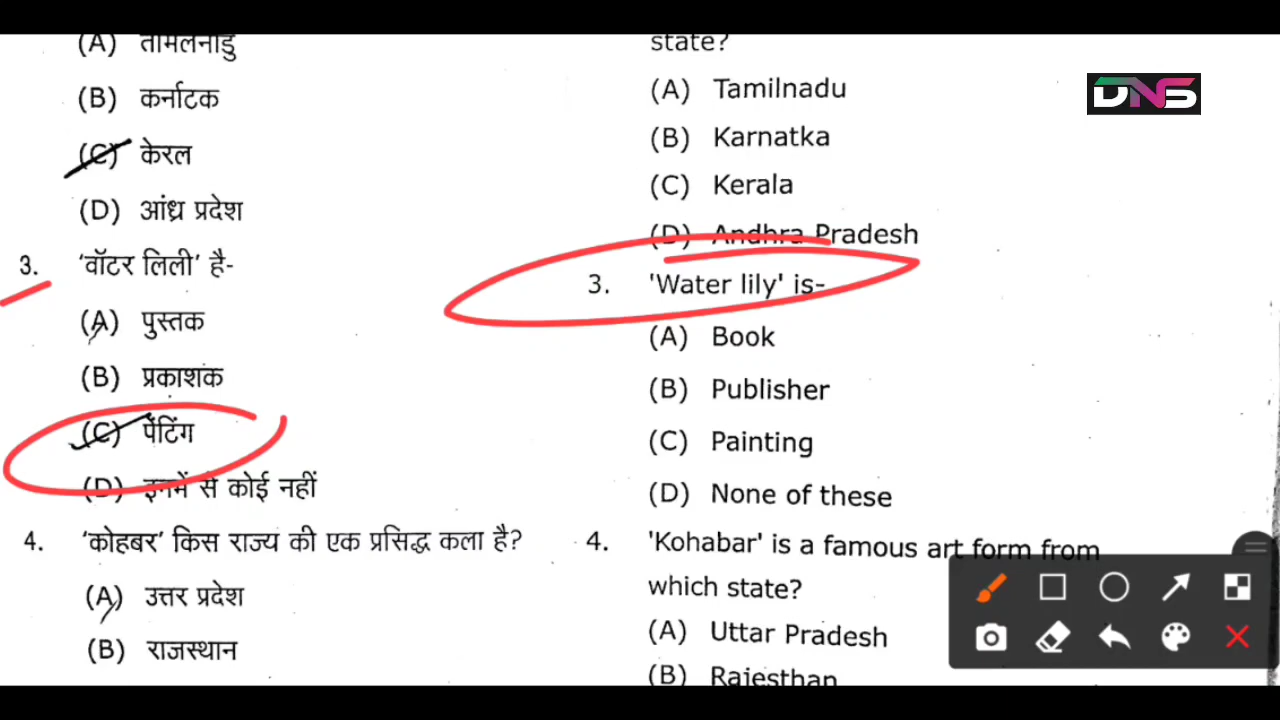 (A) तामिलनाडु
(B) कर्नाटक
(C) केरल
(D) आंध्र प्रदेश
3. ‘वॉटर लिली’ है-
(A) पुस्तक
(B) प्रकाशक
(C) पेंटिंग
(D) इनमें से कोई नहीं
4. ‘कोहबर’ किस राज्य की एक प्रसिद्ध कला है?
(A) उत्तर प्रदेश
(B) राजस्थान
state?
(A) Tamilnadu
(B) Karnatka
(C) Kerala
(D) Andhra Pradesh
3. 'Water lily' is-
(A) Book
(B) Publisher
(C) Painting
(D) None of these
4. 'Kohabar' is a famous art form from
which state?
(A) Uttar Pradesh
(B) Rajesthan
DNS